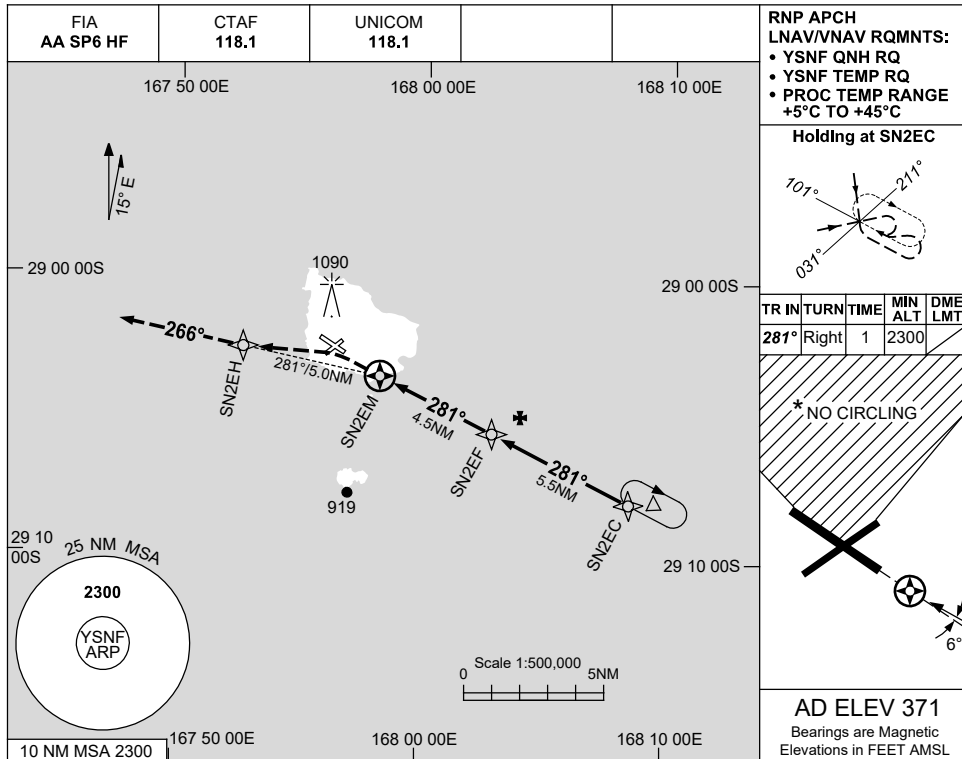 FIA
AA SP6 HF
CTAF
118.1
UNICOM
118.1
RNP APCH
LNAV/VNAV RQMNTS:
• YSNF QNH RQ
• YSNF TEMP RQ
• PROC TEMP RANGE
+5°C TO +45°C
167 50 00E
168 00 00E
168 10 00E
15° E
29 00 00S
1090
29 00 00S
266°
SN2EH
281°/5.0NM
SN2EM
281°
4.5NM
SN2EF
281°
5.5NM
SN2EC
919
29 10
00S
29 10 00S
25 NM MSA
2300
YSNF
ARP
Scale 1:500,000
0
5NM
10 NM MSA 2300
167 50 00E
168 00 00E
168 10 00E
Holding at SN2EC
101°
211°
031°
TR IN TURN TIME MIN ALT DME LMT
281° Right 1 2300
* NO CIRCLING
6°
AD ELEV 371
Bearings are Magnetic
Elevations in FEET AMSL